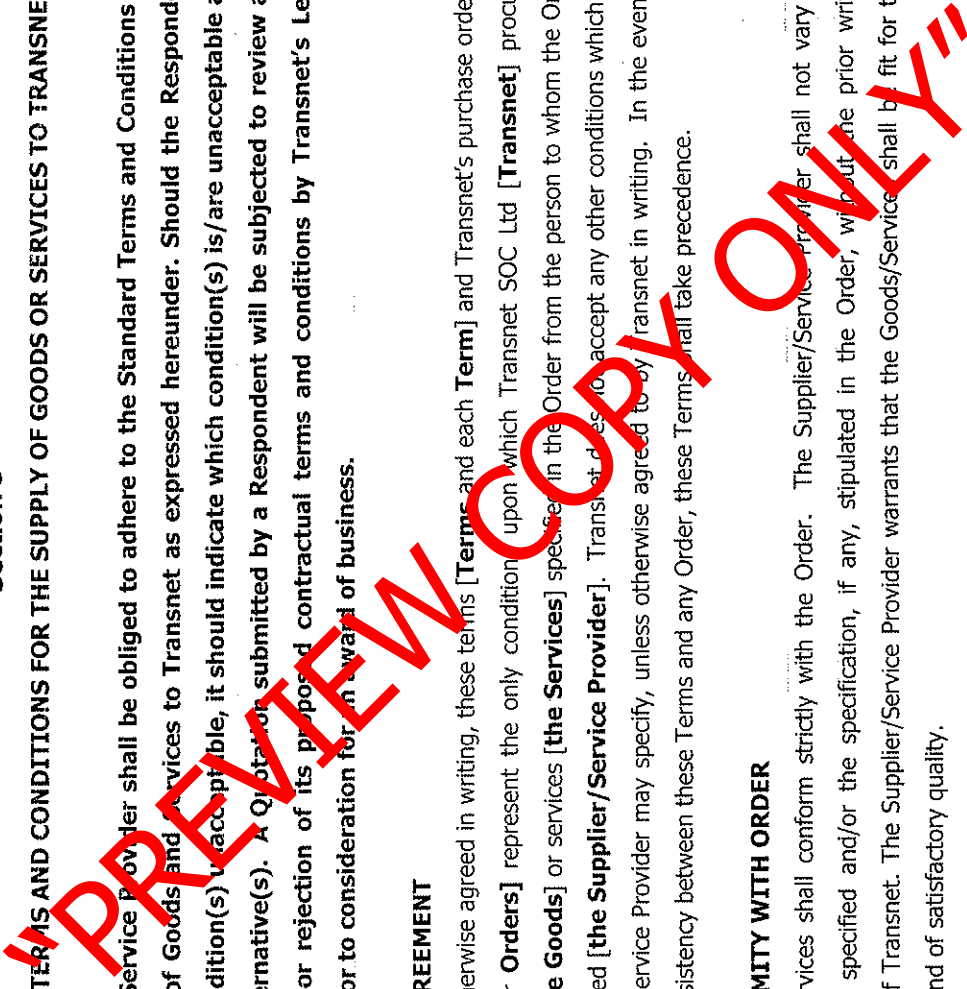 TERMS AND CONDITIONS FOR THE SUPPLY OF GOODS OR SERVICES TO TRANSNE
Service Provider shall be obliged to adhere to the Standard Terms and Conditions
of Goods and Services to Transnet as expressed hereunder. Should the Respond
dition(s) unacceptable, it should indicate which condition(s) is/are unacceptable a
ernative(s). A Quotation submitted by a Respondent will be subjected to review a
or rejection of its proposed contractual terms and conditions by Transnet's Le
or to consideration for an award of business.
REEMENT
herwise agreed in writing, these terms [Terms and each Term] and Transnet's purchase orde
r Orders] represent the only conditions upon which Transnet SOC Ltd [Transnet] procu
e Goods] or services [the Services] specified in the Order from the person to whom the Or
ed [the Supplier/Service Provider]. Transnet does not accept any other conditions which
ervice Provider may specify, unless otherwise agreed to by Transnet in writing. In the even
sistency between these Terms and any Order, these Terms shall take precedence.
MITY WITH ORDER
vices shall conform strictly with the Order. The Supplier/Service Provider shall not vary
specified and/or the specification, if any, stipulated in the Order, without the prior wri
f Transnet. The Supplier/Service Provider warrants that the Goods/Services shall be fit for t
nd of satisfactory quality.
"PREVIEW COPY ONLY"